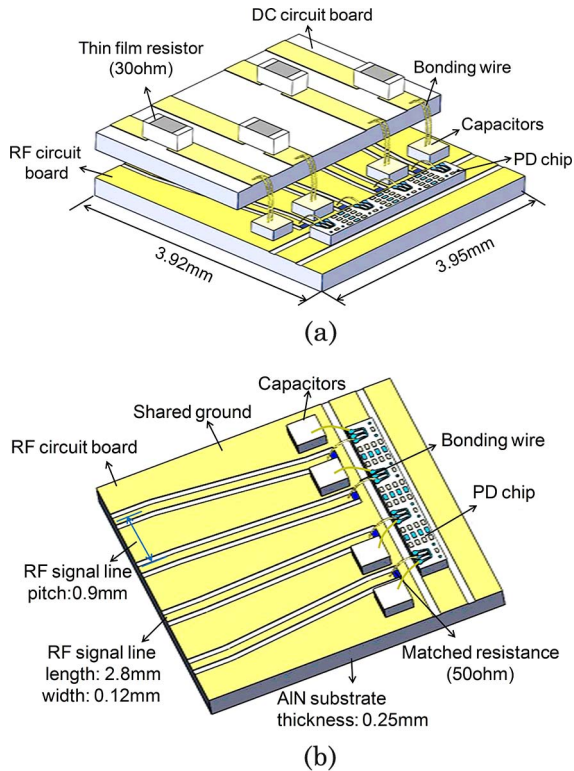 DC circuit board
Thin film resistor
(30ohm)
Bonding wire
Capacitors
RF circuit
board
PD chip
3.92mm
3.95mm
(a)
Capacitors
Shared ground
RF circuit board
Bonding wire
PD chip
RF signal line
pitch:0.9mm
RF signal line
length: 2.8mm
width: 0.12mm
Matched resistance
(50ohm)
AlN substrate
thickness: 0.25mm
(b)